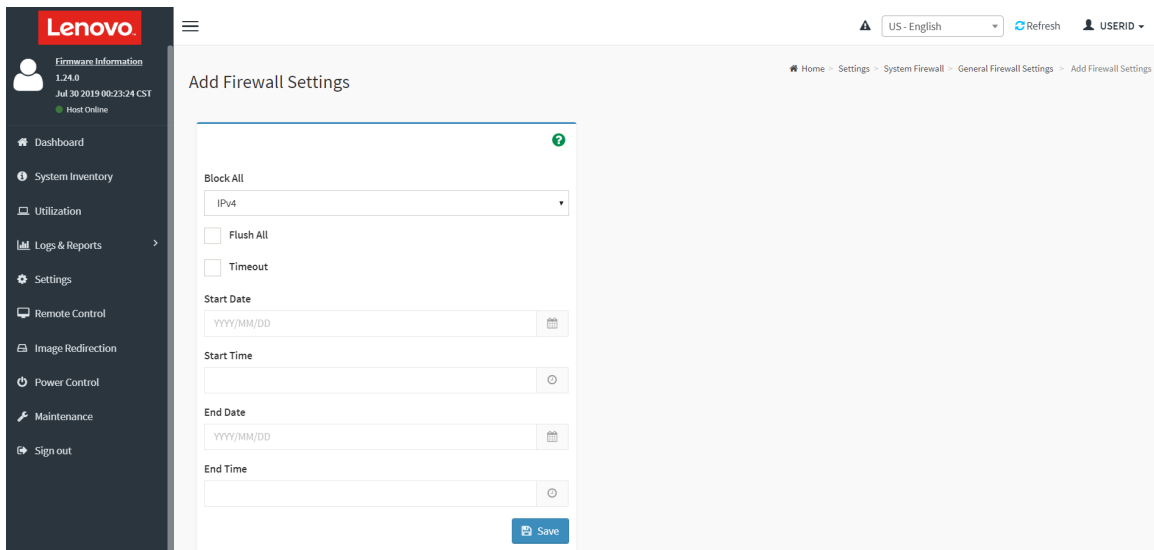 Lenovo.
Firmware Information
1.24.0
Jul 30 2019 00:23:24 CST
Host Online
Dashboard
System Inventory
Utilization
Logs & Reports
Settings
Remote Control
Image Redirection
Power Control
Maintenance
Sign out
US - English
Refresh
USERID
Add Firewall Settings
Home > Settings > System Firewall > General Firewall Settings > Add Firewall Settings
Block All
IPv4
Flush All
Timeout
Start Date
YYYY/MM/DD
Start Time
End Date
YYYY/MM/DD
End Time
Save